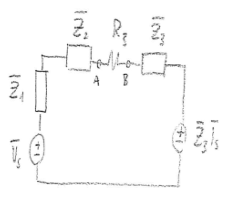 Z̄₂ R₃ Z̄₃
A B
Z̄₁
V̄ₛ + − + − Z̄₃ īₛ